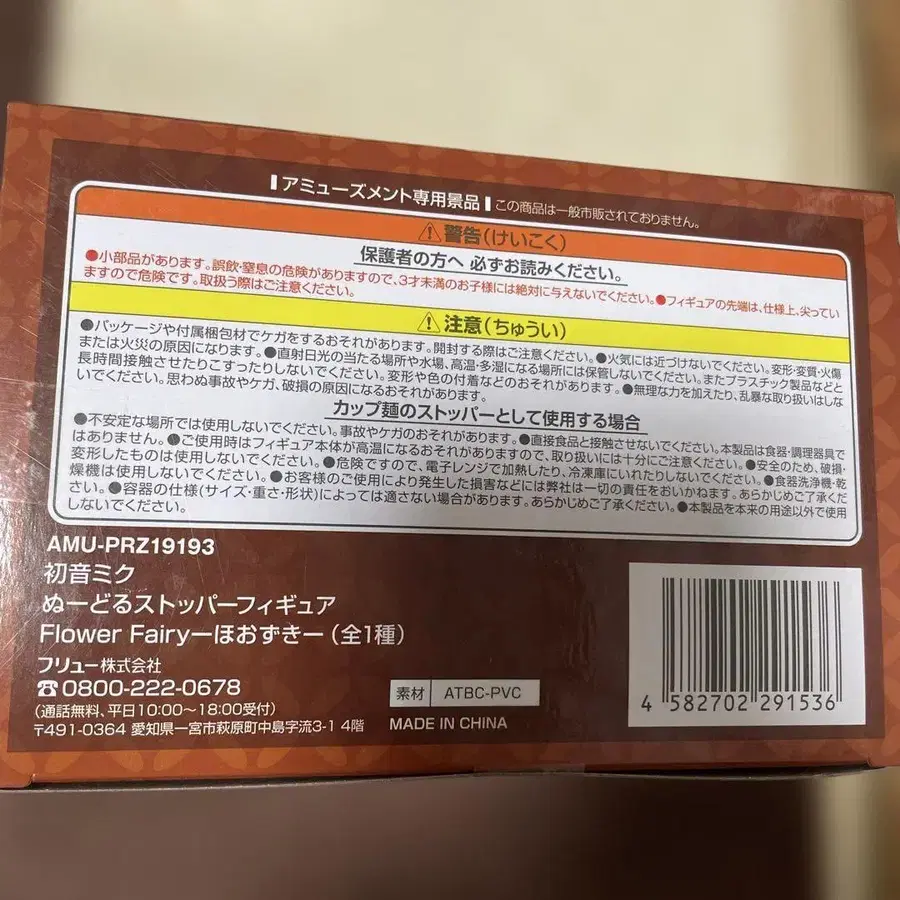 アミューズメント専用景品 この商品は一般市販されておりません。
⚠警告(けいこく)
保護者の方へ 必ずお読みください。
●小部品があります。誤飲・窒息の危険がありますので、3才未満のお子様には絶対に与えないでください。●フィギュアの先端は、仕様上、尖ってい
ますので危険です。取扱う際はご注意ください。
⚠注意(ちゅうい)
●パッケージや付属梱包材でケガをするおそれがあります。開封する際はご注意ください。●火気には近づけないでください。変形・変質・火傷
または火災の原因になります。●直射日光の当たる場所や水場、高温・多湿になる場所には保管しないでください。またプラスチック製品などと
長時間接触させたりこすったりしないでください。変形や色の付着などのおそれがあります。●無理な力を加えたり、乱暴な取り扱いはしな
いでください。思わぬ事故やケガ、破損の原因になるおそれがあります。
カップ麺のストッパーとして使用する場合
●不安定な場所では使用しないでください。事故やケガのおそれがあります。●直接食品と接触させないでください。本製品は食器・調理器具で
はありません。●ご使用時はフィギュア本体が高温になるおそれがありますので、取り扱いには十分にご注意ください。●安全のため、破損・
変形したものは使用しないでください。●危険ですので、電子レンジで加熱したり、冷凍庫にいれたりしないでください。●食器洗浄機・乾
燥機は使用しないでください。●お客様のご使用により発生した損害などには弊社は一切の責任をおいかねます。あらかじめご了承くださ
い。●容器の仕様(サイズ・重さ・形状)によっては適さない場合があります。あらかじめご了承ください。●本製品を本来の用途以外で使用
しないでください。
AMU-PRZ19193
初音ミク
ぬーどるストッパーフィギュア
Flower Fairyーほおずきー(全1種)
フリュー株式会社
☎0800-222-0678
(通話無料、平日10:00〜18:00受付)
〒491-0364 愛知県一宮市萩原町中島字流3-1 4階
素材 ATBC-PVC
MADE IN CHINA
4 582702 291536